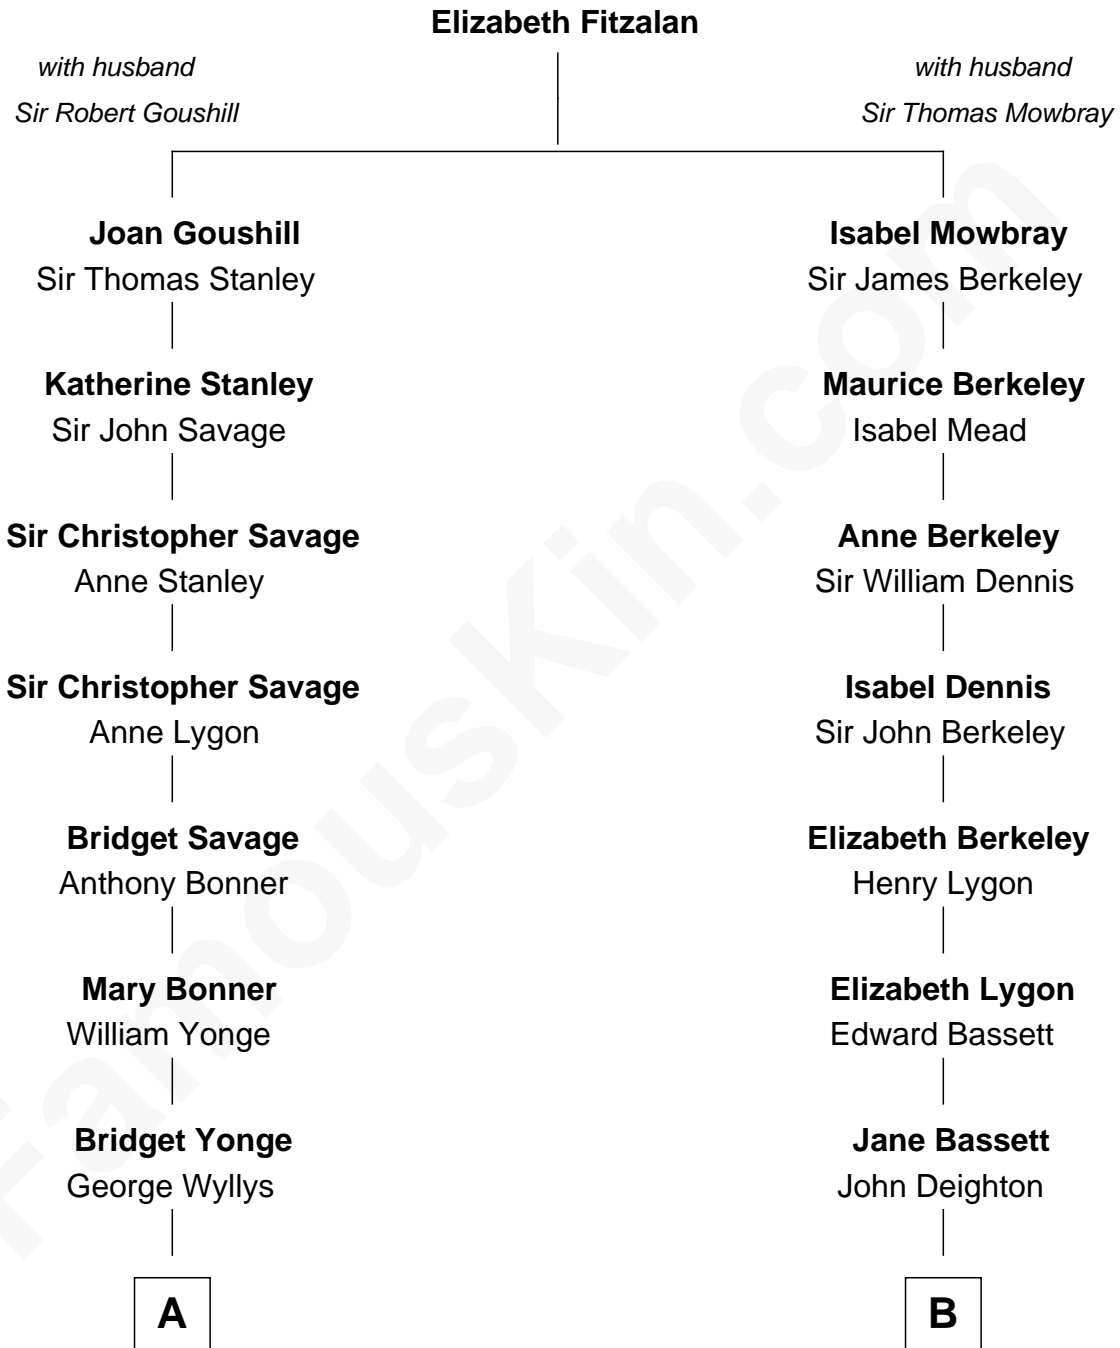 Elizabeth Fitzalan
with husband
Sir Robert Goushill
with husband
Sir Thomas Mowbray
Joan Goushill
Sir Thomas Stanley
Isabel Mowbray
Sir James Berkeley
Katherine Stanley
Sir John Savage
Maurice Berkeley
Isabel Mead
Sir Christopher Savage
Anne Stanley
Anne Berkeley
Sir William Dennis
Sir Christopher Savage
Anne Lygon
Isabel Dennis
Sir John Berkeley
Bridget Savage
Anthony Bonner
Elizabeth Berkeley
Henry Lygon
Mary Bonner
William Yonge
Elizabeth Lygon
Edward Bassett
Bridget Yonge
George Wyllys
Jane Bassett
John Deighton
A
B
FamousKin.com